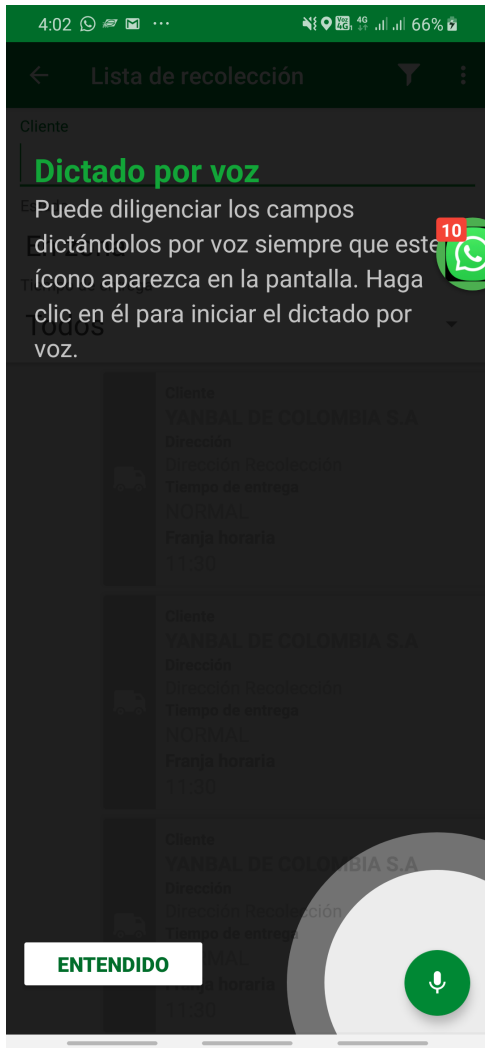 4:02
66%
Lista de recolección
Cliente
Dictado por voz
Puede diligenciar los campos
dictándolos por voz siempre que este
10
En Zona
ícono aparezca en la pantalla. Haga
clic en él para iniciar el dictado por
Todos
voz.
Cliente
YANBAL DE COLOMBIA S.A
Dirección
Dirección Recolección
Tiempo de entrega
NORMAL
Franja horaria
11:30
Cliente
YANBAL DE COLOMBIA S.A
Dirección
Dirección Recolección
Tiempo de entrega
NORMAL
Franja horaria
11:30
Cliente
YANBAL DE COLOMBIA S.A
Dirección
Dirección Recolección
Tiempo de entrega
ENTENDIDO
horaria
11:30